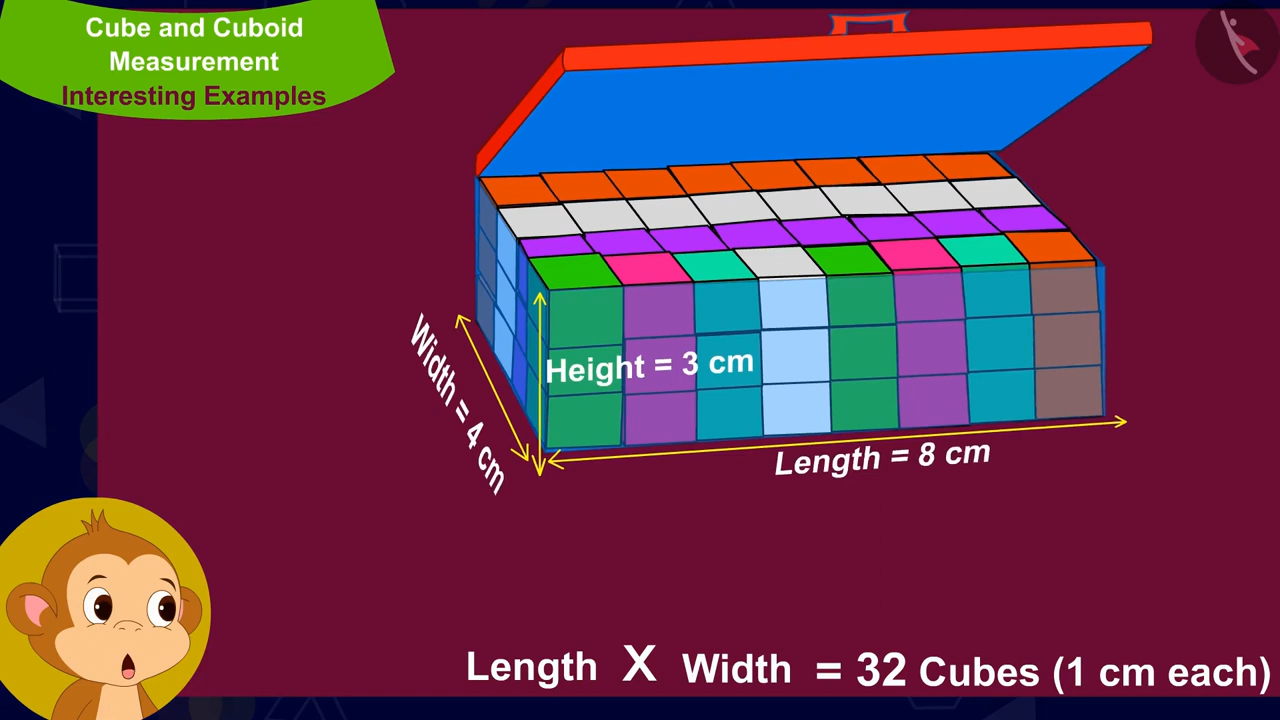 Cube and Cuboid
Measurement
Interesting Examples
Height = 3 cm
Width = 4 cm
Length = 8 cm
Length X Width = 32 Cubes (1 cm each)